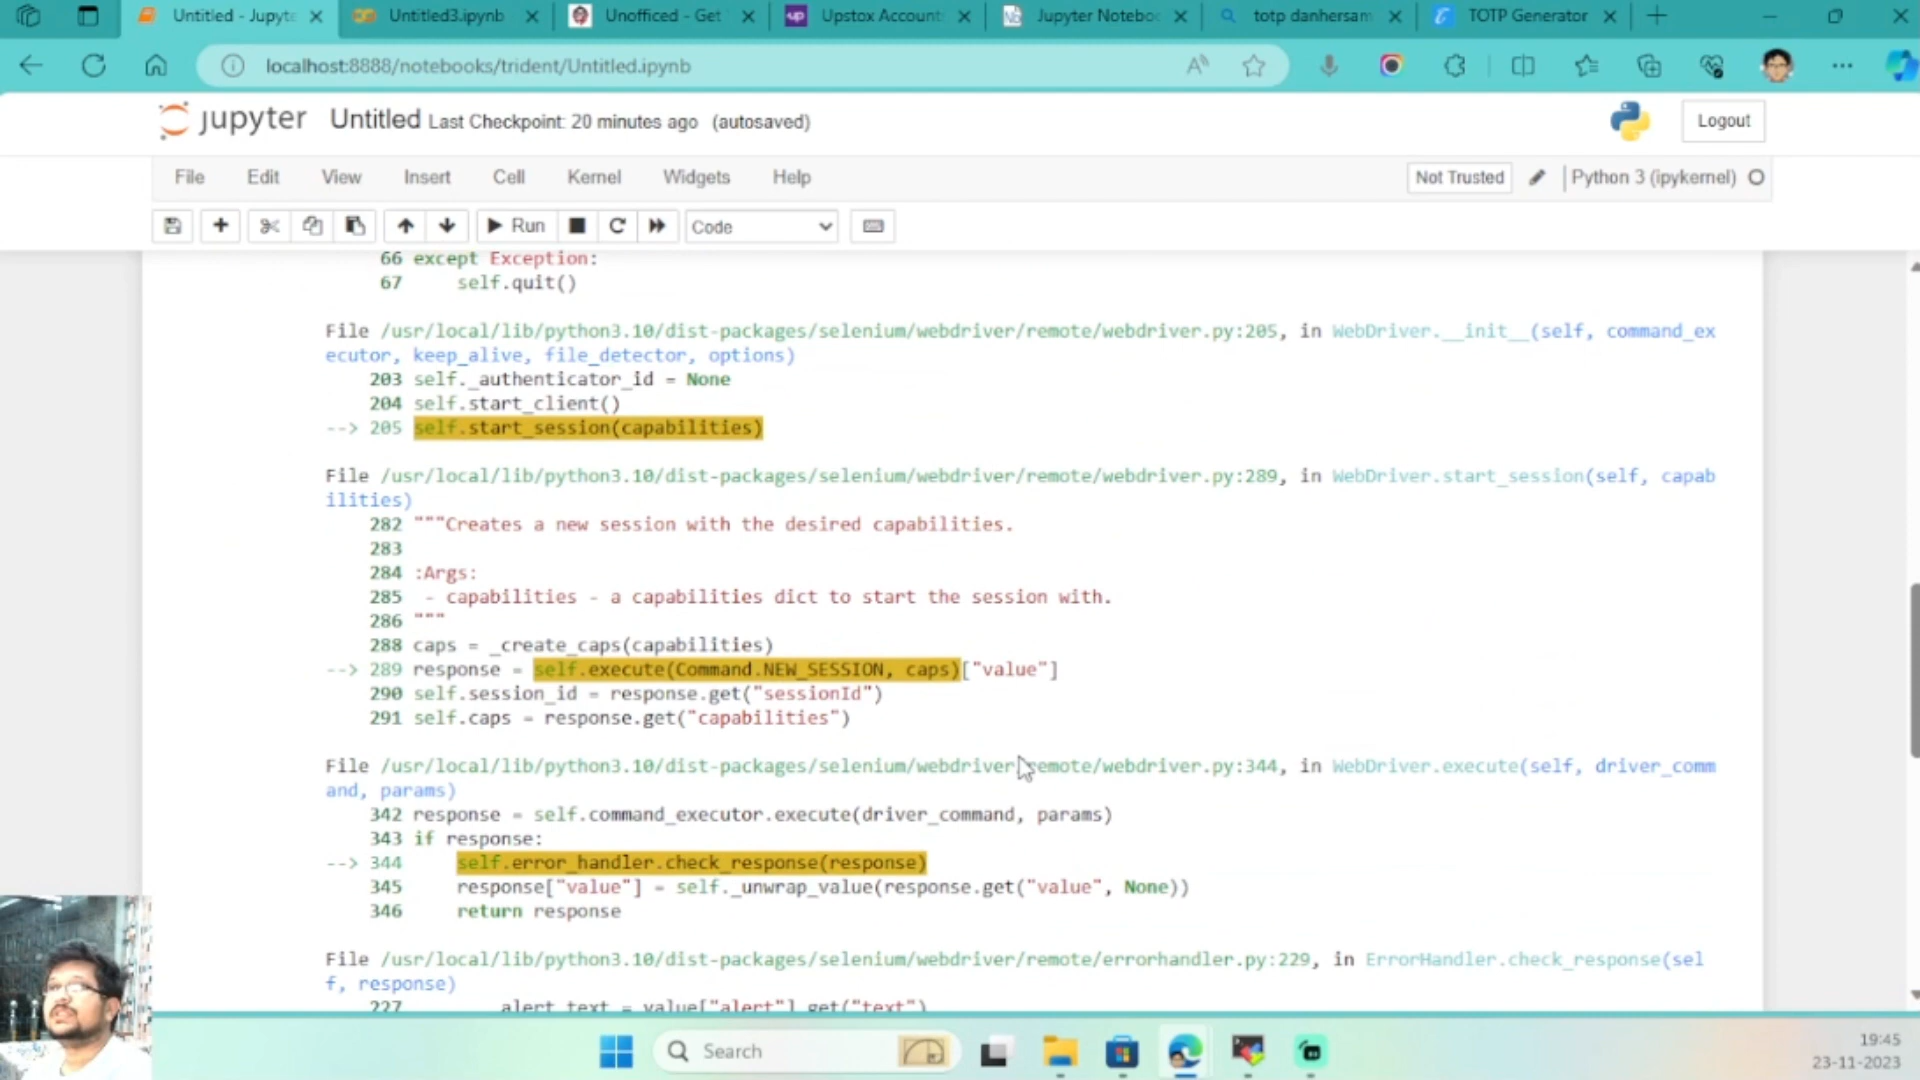 Untitled - Jupyte
Untitled3.ipynb
Unofficed - Get
Upstox Account
Jupyter Noteboo
totp danhersam
TOTP Generator
localhost:8888/notebooks/trident/Untitled.ipynb
jupyter Untitled Last Checkpoint: 20 minutes ago (autosaved)
Logout
File Edit View Insert Cell Kernel Widgets Help
Not Trusted
Python 3 (ipykernel)
Run
Code
66 except Exception:
67 self.quit()
File /usr/local/lib/python3.10/dist-packages/selenium/webdriver/remote/webdriver.py:205, in WebDriver.__init__(self, command_ex
ecutor, keep_alive, file_detector, options)
203 self._authenticator_id = None
204 self.start_client()
--> 205 self.start_session(capabilities)
File /usr/local/lib/python3.10/dist-packages/selenium/webdriver/remote/webdriver.py:289, in WebDriver.start_session(self, capab
ilities)
282 """Creates a new session with the desired capabilities.
283
284 :Args:
285 - capabilities - a capabilities dict to start the session with.
286 """
288 caps = _create_caps(capabilities)
--> 289 response = self.execute(Command.NEW_SESSION, caps)["value"]
290 self.session_id = response.get("sessionId")
291 self.caps = response.get("capabilities")
File /usr/local/lib/python3.10/dist-packages/selenium/webdriver/remote/webdriver.py:344, in WebDriver.execute(self, driver_comm
and, params)
342 response = self.command_executor.execute(driver_command, params)
343 if response:
--> 344 self.error_handler.check_response(response)
345 response["value"] = self._unwrap_value(response.get("value", None))
346 return response
File /usr/local/lib/python3.10/dist-packages/selenium/webdriver/remote/errorhandler.py:229, in ErrorHandler.check_response(sel
f, response)
227 alert_text = value["alert"].get("text")
Search
19:45
23-11-2023